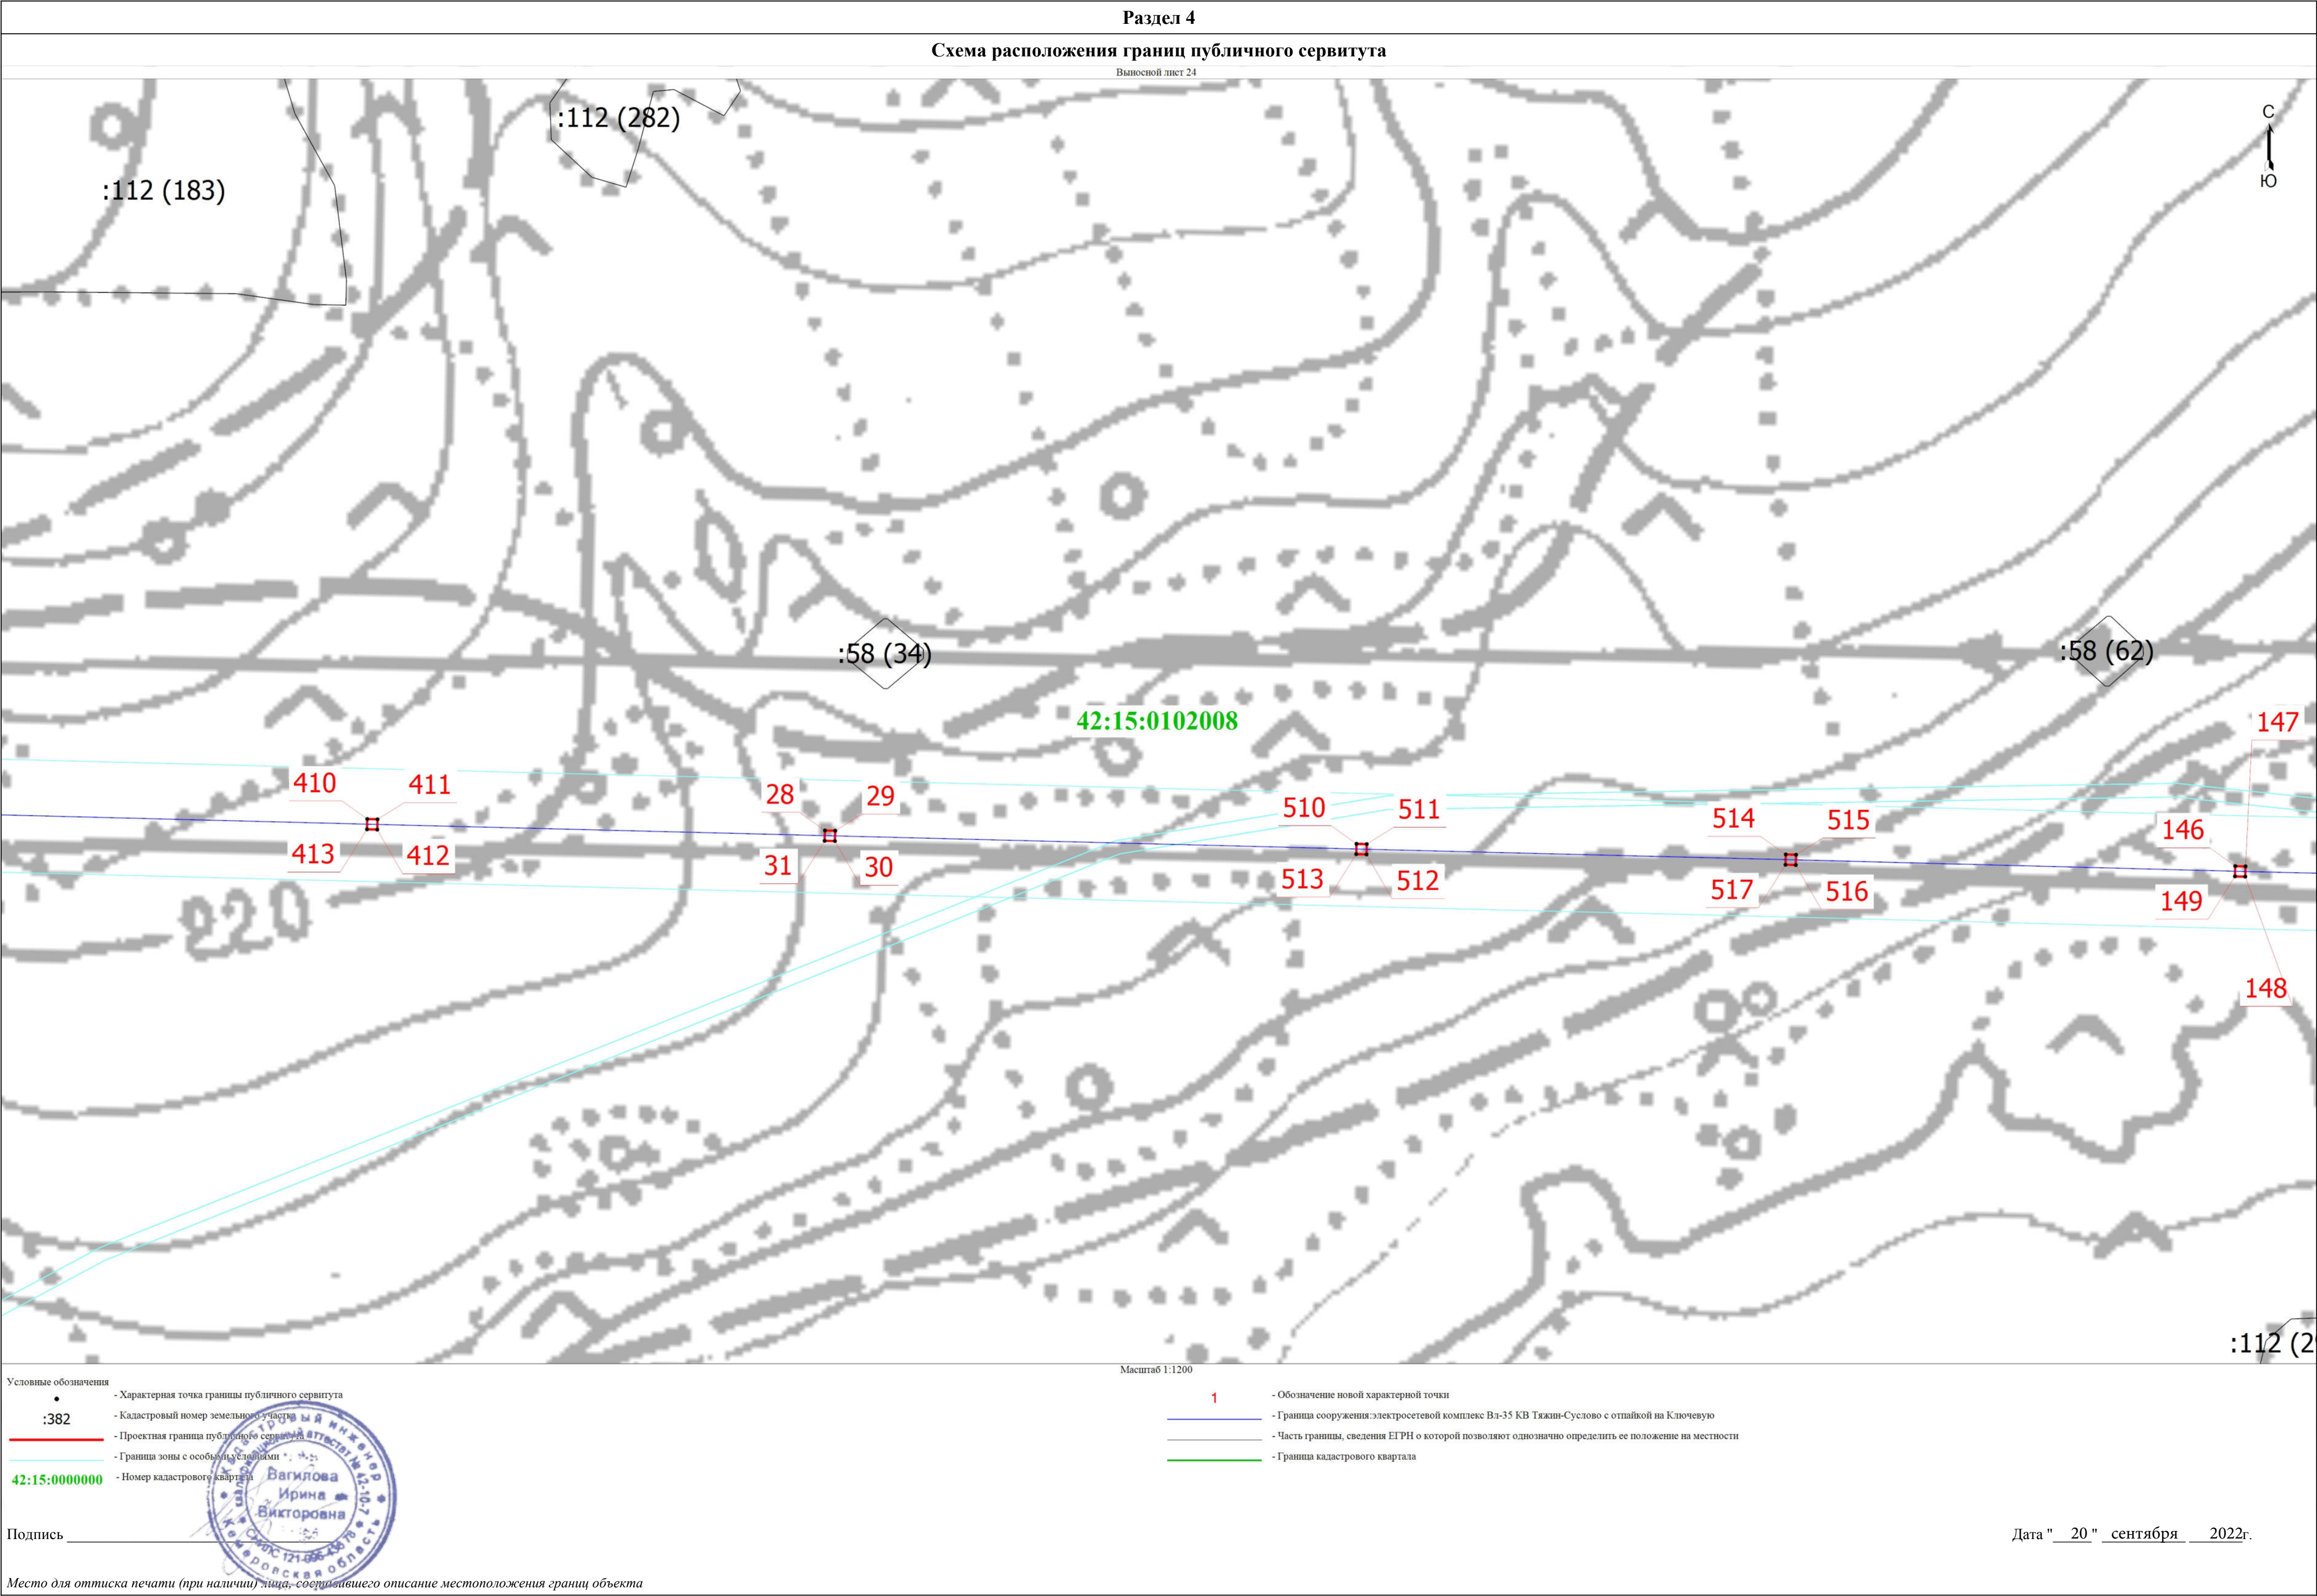 Раздел 4
Схема расположения границ публичного сервитута
Выносной лист 24
С
Ю
:112 (282)
:112 (183)
:58 (34)
:58 (62)
42:15:0102008
147
410
411
28
29
510
511
514
515
146
413
412
31
30
513
512
517
516
149
148
220
:112 (2
Масштаб 1:1200
Условные обозначения
- Характерная точка границы публичного сервитута
:382 - Кадастровый номер земельного участка
- Проектная граница публичного сервитута
- Граница зоны с особыми условиями
42:15:0000000 - Номер кадастрового квартала
1 - Обозначение новой характерной точки
- Граница сооружения:электросетевой комплекс Вл-35 КВ Тяжин-Суслово с отпайкой на Ключевую
- Часть границы, сведения ЕГРН о которой позволяют однозначно определить ее положение на местности
- Граница кадастрового квартала
Кадастровый инженер
Кемеровская область
Вагилова
Ирина
Викторовна
Подпись
Дата " 20 " сентября 2022г.
Место для оттиска печати (при наличии) лица, составившего описание местоположения границ объекта